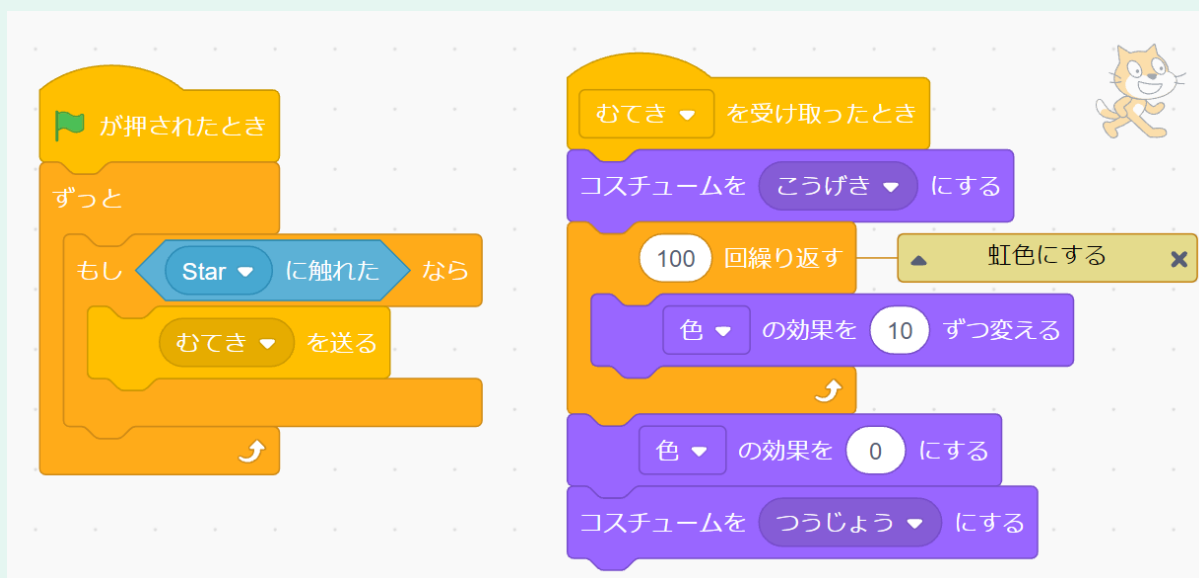 が押されたとき
ずっと
もし Star に触れた なら
むてき を送る
むてき を受け取ったとき
コスチュームを こうげき にする
100 回繰り返す
虹色にする
色 の効果を 10 ずつ変える
色 の効果を 0 にする
コスチュームを つうじょう にする